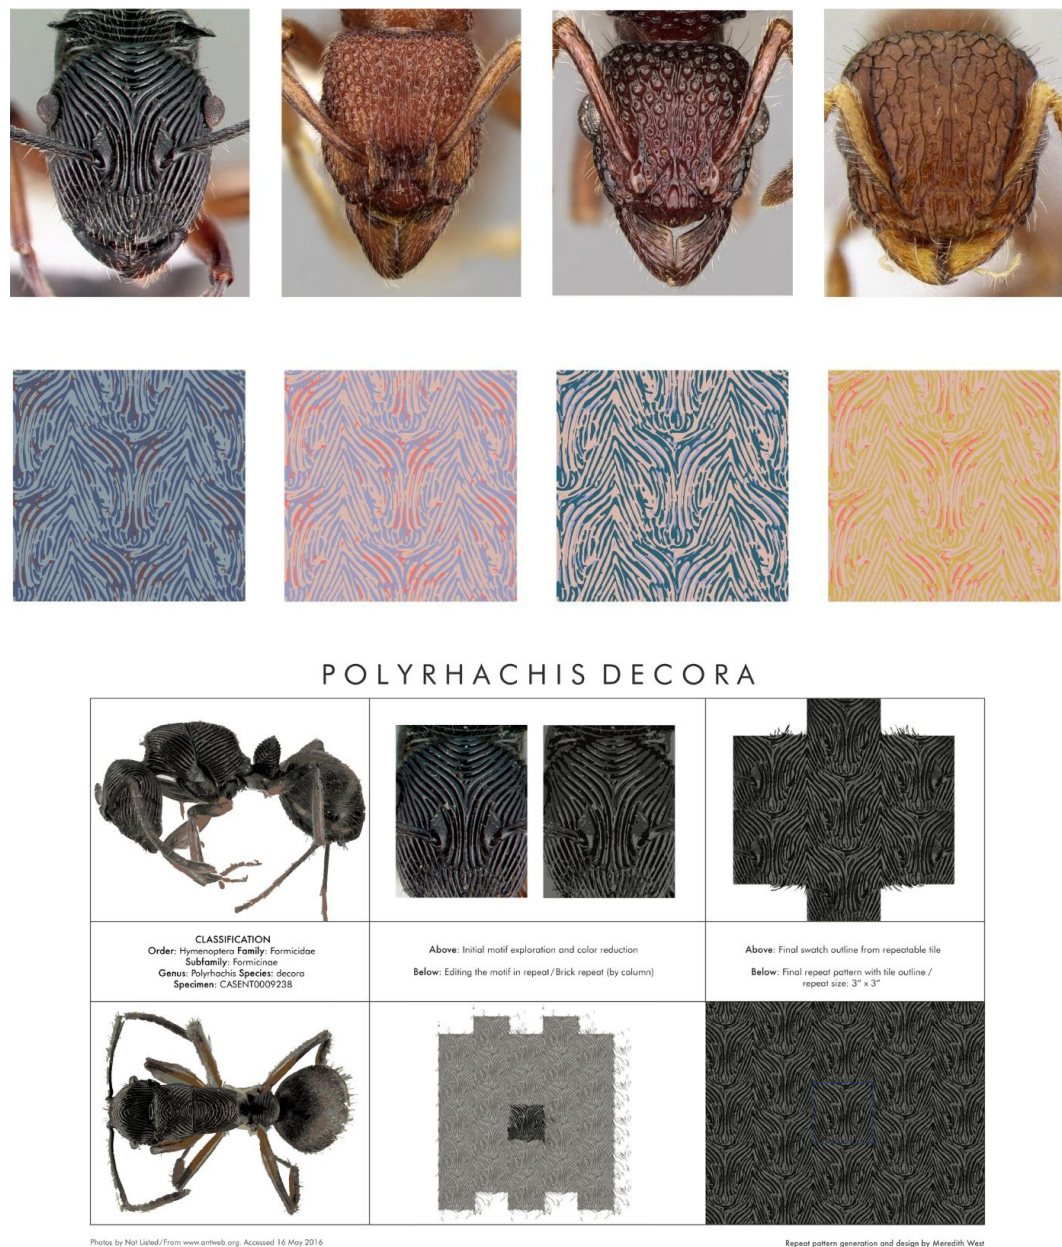 POLYRHACHIS DECORA
CLASSIFICATION
Order: Hymenoptera Family: Formicidae
Subfamily: Formicinae
Genus: Polyrhachis Species: decora
Specimen: CASENT0009238
Above: Initial motif exploration and color reduction
Below: Editing the motif in repeat/Brick repeat (by column)
Above: Final swatch outline from repeatable tile
Below: Final repeat pattern with tile outline /
repeat size: 3" x 3"
Photos by Not Listed/From www.antweb.org. Accessed 16 May 2016
Repeat pattern generation and design by Meredith West